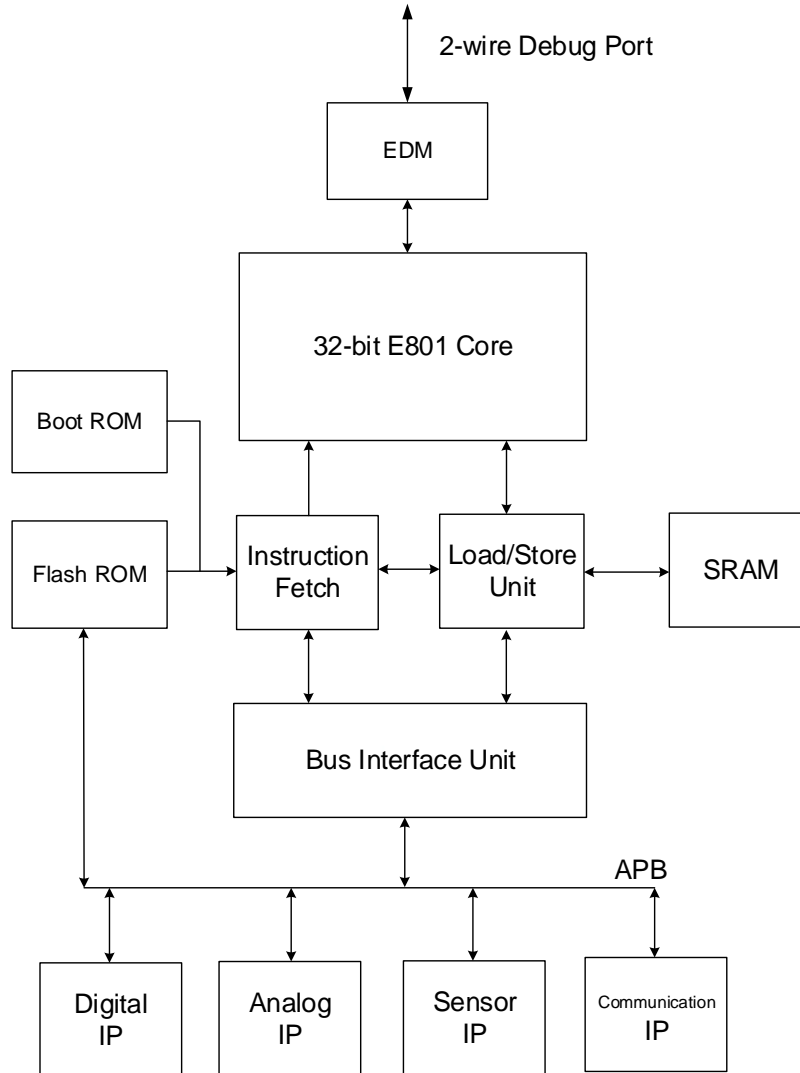 2-wire Debug Port
EDM
32-bit E801 Core
Boot ROM
Flash ROM
Instruction
Fetch
Load/Store
Unit
SRAM
Bus Interface Unit
APB
Digital
IP
Analog
IP
Sensor
IP
Communication
IP